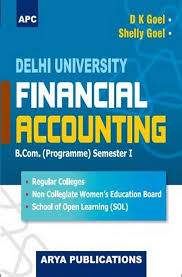 APC
D K Goel
Shelly Goel
DELHI UNIVERSITY
FINANCIAL
ACCOUNTING
B.Com. (Programme) Semester I
• Regular Colleges
• Non Collegiate Women's Education Board
• School of Open Learning (SOL)
ARYA PUBLICATIONS